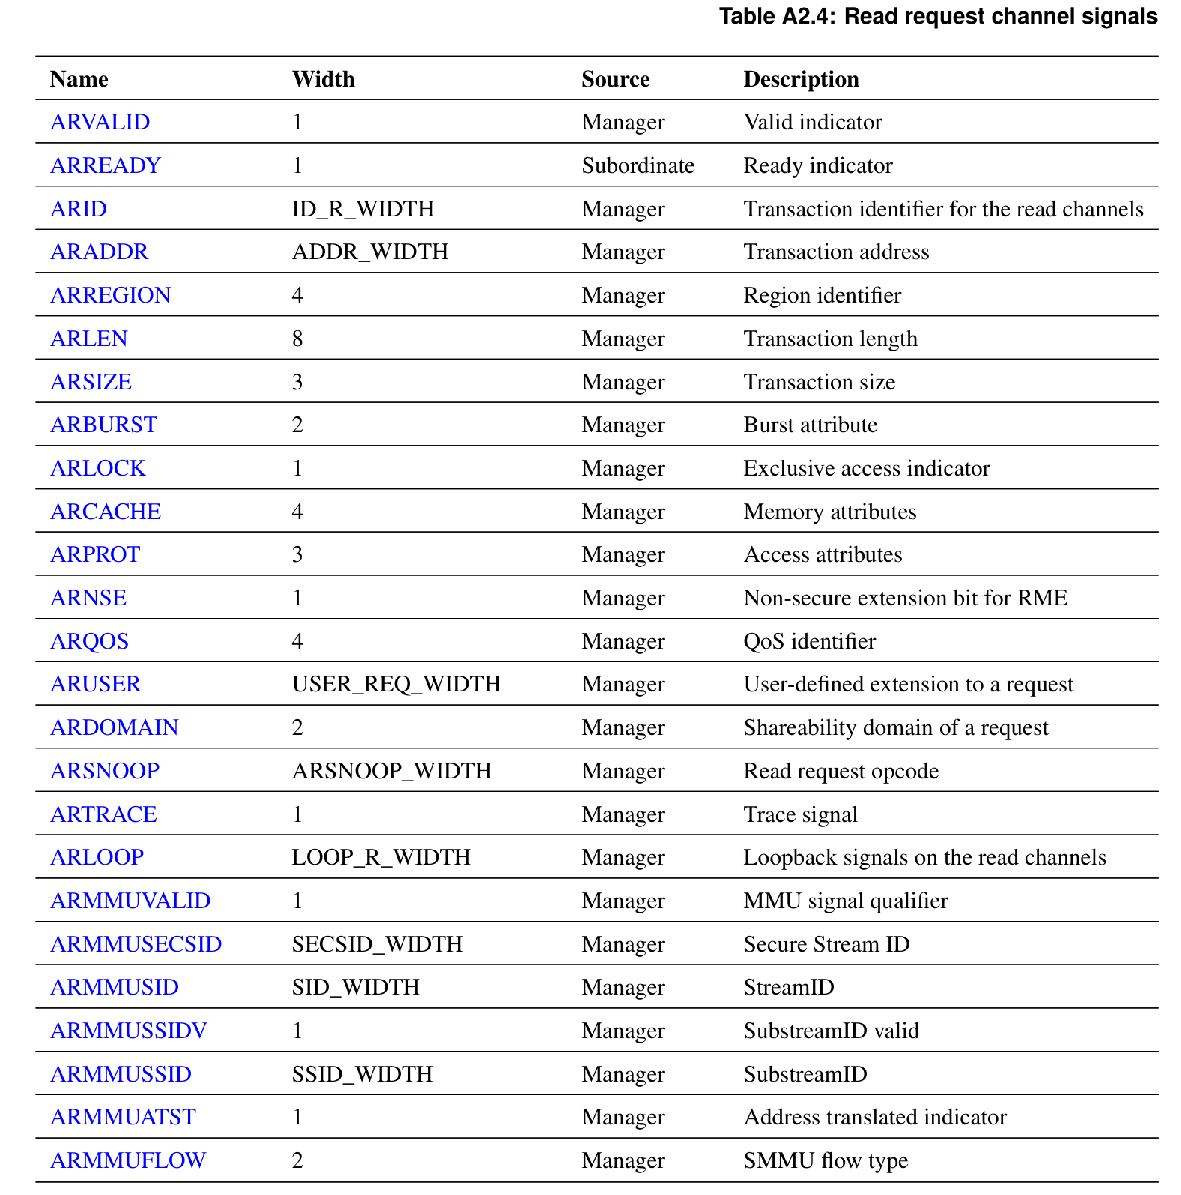 Table A2.4: Read request channel signals
Name Width Source Description
ARVALID 1 Manager Valid indicator
ARREADY 1 Subordinate Ready indicator
ARID ID_R_WIDTH Manager Transaction identifier for the read channels
ARADDR ADDR_WIDTH Manager Transaction address
ARREGION 4 Manager Region identifier
ARLEN 8 Manager Transaction length
ARSIZE 3 Manager Transaction size
ARBURST 2 Manager Burst attribute
ARLOCK 1 Manager Exclusive access indicator
ARCACHE 4 Manager Memory attributes
ARPROT 3 Manager Access attributes
ARNSE 1 Manager Non-secure extension bit for RME
ARQOS 4 Manager QoS identifier
ARUSER USER_REQ_WIDTH Manager User-defined extension to a request
ARDOMAIN 2 Manager Shareability domain of a request
ARSNOOP ARSNOOP_WIDTH Manager Read request opcode
ARTRACE 1 Manager Trace signal
ARLOOP LOOP_R_WIDTH Manager Loopback signals on the read channels
ARMMUVALID 1 Manager MMU signal qualifier
ARMMUSECSID SECSID_WIDTH Manager Secure Stream ID
ARMMUSID SID_WIDTH Manager StreamID
ARMMUSSIDV 1 Manager SubstreamID valid
ARMMUSSID SSID_WIDTH Manager SubstreamID
ARMMUATST 1 Manager Address translated indicator
ARMMUFLOW 2 Manager SMMU flow type